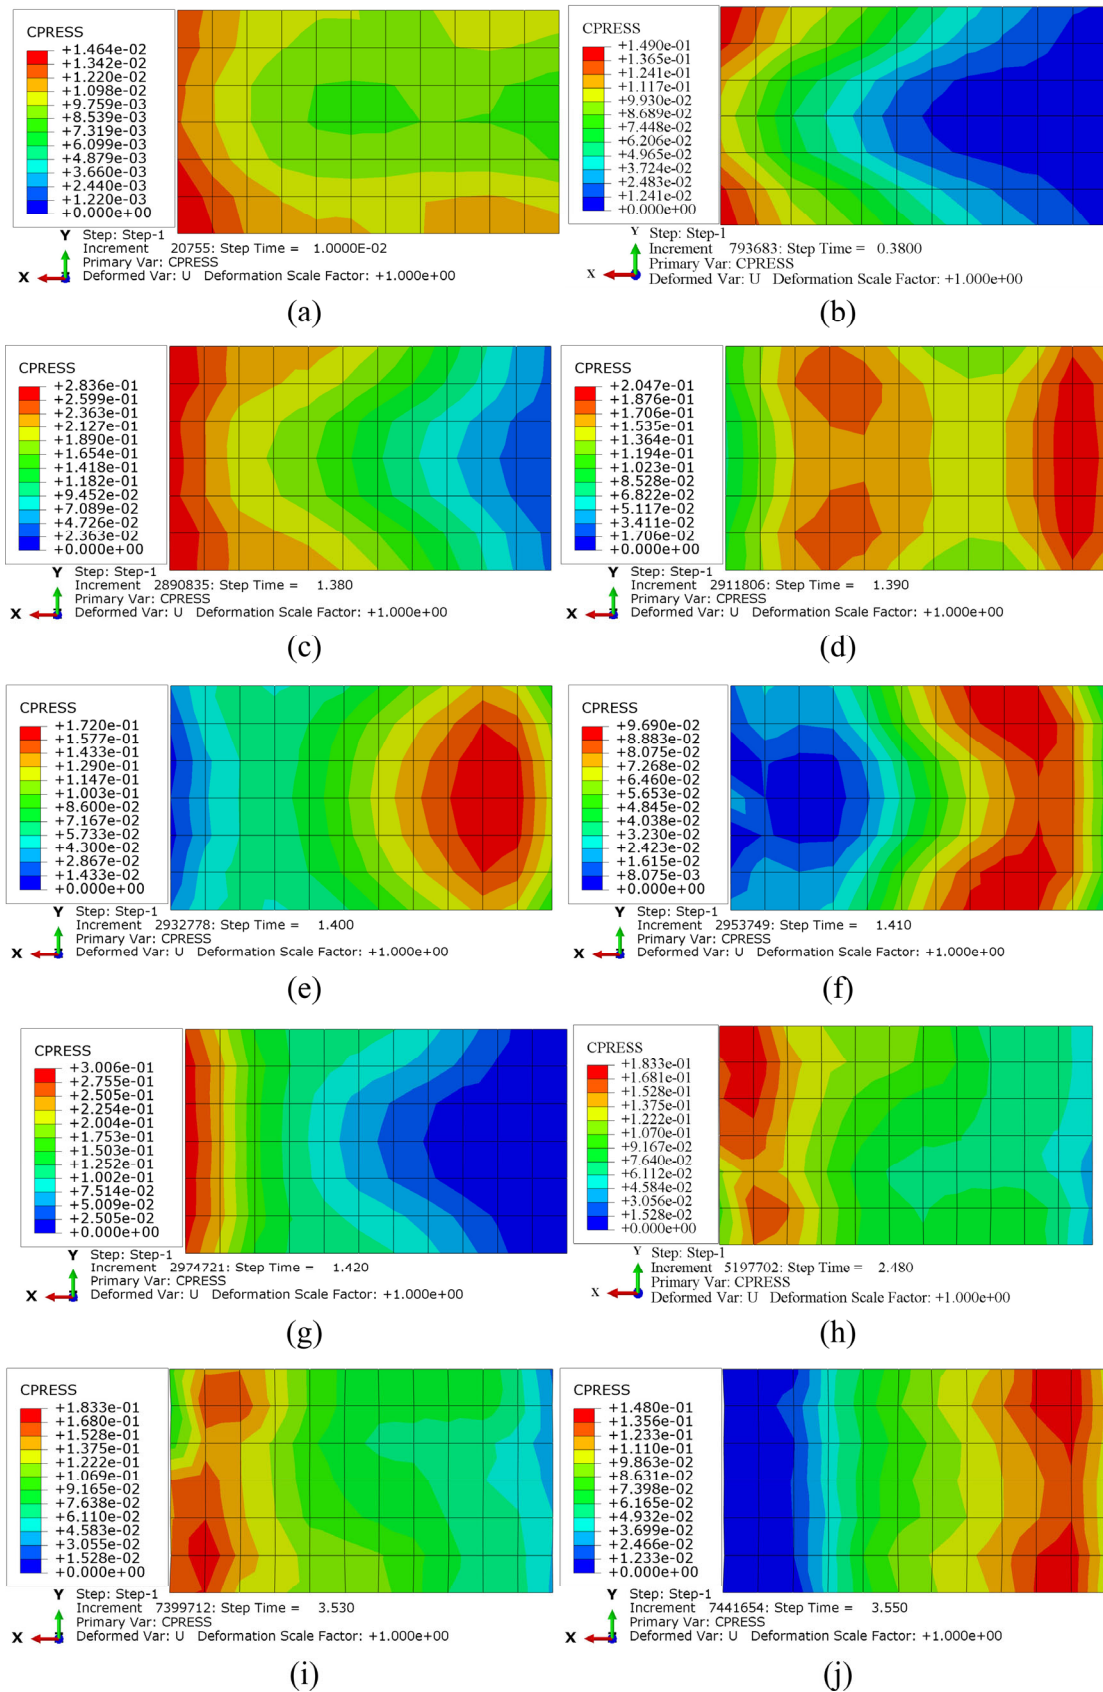 CPRESS
+1.464e-02
+1.342e-02
+1.220e-02
+1.098e-02
+9.759e-03
+8.539e-03
+7.319e-03
+6.099e-03
+4.879e-03
+3.660e-03
+2.440e-03
+1.220e-03
+0.000e+00
Y
X
Step: Step-1
Increment 20755: Step Time = 1.0000E-02
Primary Var: CPRESS
Deformed Var: U Deformation Scale Factor: +1.000e+00
(a)
CPRESS
+1.490e-01
+1.365e-01
+1.241e-01
+1.117e-01
+9.930e-02
+8.689e-02
+7.448e-02
+6.206e-02
+4.965e-02
+3.724e-02
+2.483e-02
+1.241e-02
+0.000e+00
Y
X
Step: Step-1
Increment 793683: Step Time = 0.3800
Primary Var: CPRESS
Deformed Var: U Deformation Scale Factor: +1.000e+00
(b)
CPRESS
+2.836e-01
+2.599e-01
+2.363e-01
+2.127e-01
+1.890e-01
+1.654e-01
+1.418e-01
+1.182e-01
+9.452e-02
+7.089e-02
+4.726e-02
+2.363e-02
+0.000e+00
Y
X
Step: Step-1
Increment 2890835: Step Time = 1.380
Primary Var: CPRESS
Deformed Var: U Deformation Scale Factor: +1.000e+00
(c)
CPRESS
+2.047e-01
+1.876e-01
+1.706e-01
+1.535e-01
+1.364e-01
+1.194e-01
+1.023e-01
+8.528e-02
+6.822e-02
+5.117e-02
+3.411e-02
+1.706e-02
+0.000e+00
Y
X
Step: Step-1
Increment 2911806: Step Time = 1.390
Primary Var: CPRESS
Deformed Var: U Deformation Scale Factor: +1.000e+00
(d)
CPRESS
+1.720e-01
+1.577e-01
+1.433e-01
+1.290e-01
+1.147e-01
+1.003e-01
+8.600e-02
+7.167e-02
+5.733e-02
+4.300e-02
+2.867e-02
+1.433e-02
+0.000e+00
Y
X
Step: Step-1
Increment 2932778: Step Time = 1.400
Primary Var: CPRESS
Deformed Var: U Deformation Scale Factor: +1.000e+00
(e)
CPRESS
+9.690e-02
+8.883e-02
+8.075e-02
+7.268e-02
+6.460e-02
+5.653e-02
+4.845e-02
+4.038e-02
+3.230e-02
+2.423e-02
+1.615e-02
+8.075e-03
+0.000e+00
Y
X
Step: Step-1
Increment 2953749: Step Time = 1.410
Primary Var: CPRESS
Deformed Var: U Deformation Scale Factor: +1.000e+00
(f)
CPRESS
+3.006e-01
+2.755e-01
+2.505e-01
+2.254e-01
+2.004e-01
+1.753e-01
+1.503e-01
+1.252e-01
+1.002e-01
+7.514e-02
+5.009e-02
+2.505e-02
+0.000e+00
Y
X
Step: Step-1
Increment 2974721: Step Time = 1.420
Primary Var: CPRESS
Deformed Var: U Deformation Scale Factor: +1.000e+00
(g)
CPRESS
+1.833e-01
+1.681e-01
+1.528e-01
+1.375e-01
+1.222e-01
+1.070e-01
+9.167e-02
+7.640e-02
+6.112e-02
+4.584e-02
+3.056e-02
+1.528e-02
+0.000e+00
Y
X
Step: Step-1
Increment 5197702: Step Time = 2.480
Primary Var: CPRESS
Deformed Var: U Deformation Scale Factor: +1.000e+00
(h)
CPRESS
+1.833e-01
+1.680e-01
+1.528e-01
+1.375e-01
+1.222e-01
+1.069e-01
+9.165e-02
+7.638e-02
+6.110e-02
+4.583e-02
+3.055e-02
+1.528e-02
+0.000e+00
Y
X
Step: Step-1
Increment 7399712: Step Time = 3.530
Primary Var: CPRESS
Deformed Var: U Deformation Scale Factor: +1.000e+00
(i)
CPRESS
+1.480e-01
+1.356e-01
+1.233e-01
+1.110e-01
+9.863e-02
+8.631e-02
+7.398e-02
+6.165e-02
+4.932e-02
+3.699e-02
+2.466e-02
+1.233e-02
+0.000e+00
Y
X
Step: Step-1
Increment 7441654: Step Time = 3.550
Primary Var: CPRESS
Deformed Var: U Deformation Scale Factor: +1.000e+00
(j)